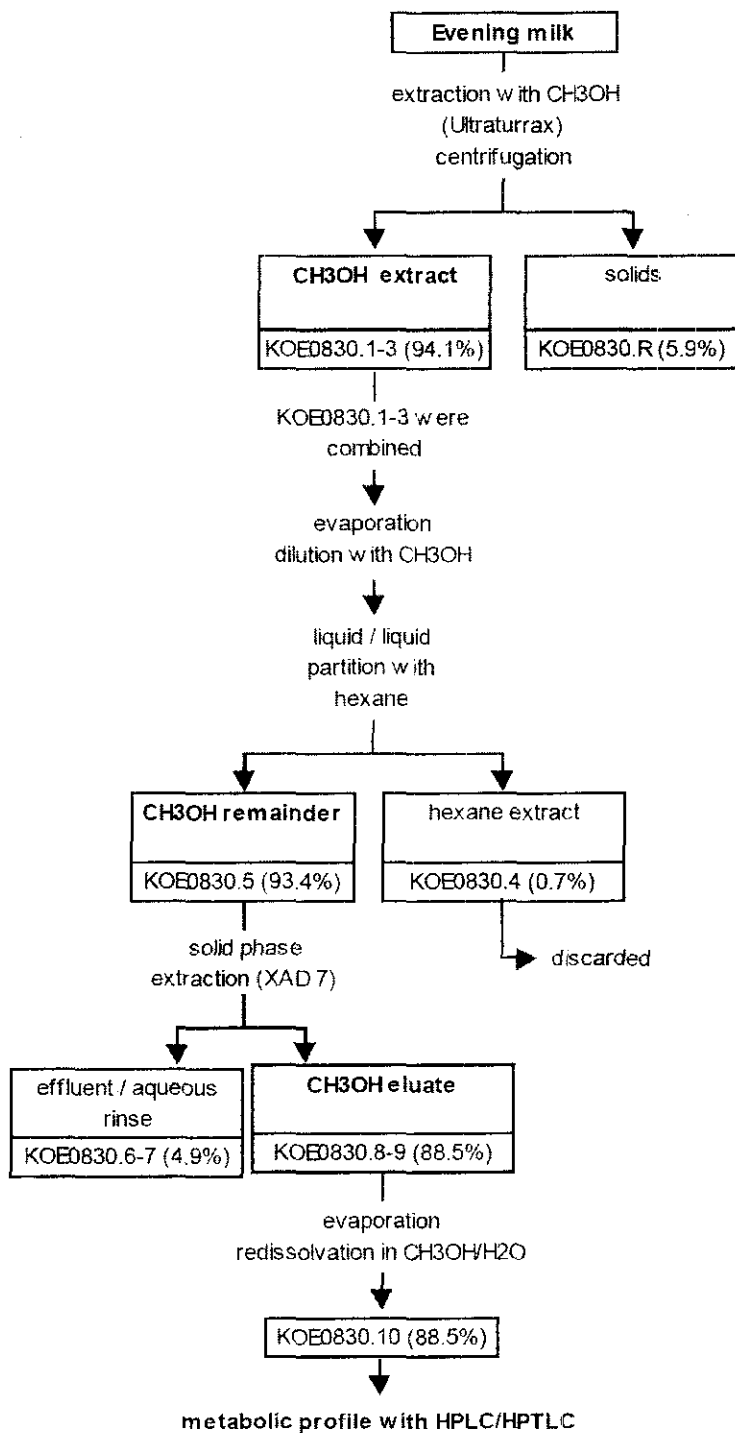 Evening milk
extraction with CH3OH
(Ultraturrax)
centrifugation
CH3OH extract
KOE0830.1-3 (94.1%)
solids
KOE0830.R (5.9%)
KOE0830.1-3 were
combined
evaporation
dilution with CH3OH
liquid / liquid
partition with
hexane
CH3OH remainder
KOE0830.5 (93.4%)
hexane extract
KOE0830.4 (0.7%)
discarded
solid phase
extraction (XAD 7)
effluent / aqueous
rinse
KOE0830.6-7 (4.9%)
CH3OH eluate
KOE0830.8-9 (88.5%)
evaporation
redissolvation in CH3OH/H2O
KOE0830.10 (88.5%)
metabolic profile with HPLC/HPTLC